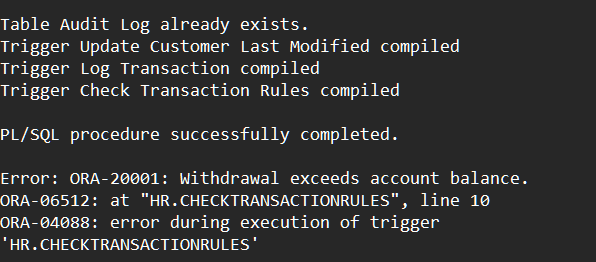 Table Audit Log already exists.
Trigger Update Customer Last Modified compiled
Trigger Log Transaction compiled
Trigger Check Transaction Rules compiled
PL/SQL procedure successfully completed.
Error: ORA-20001: Withdrawal exceeds account balance.
ORA-06512: at "HR.CHECKTRANSACTIONRULES", line 10
ORA-04088: error during execution of trigger
'HR.CHECKTRANSACTIONRULES'